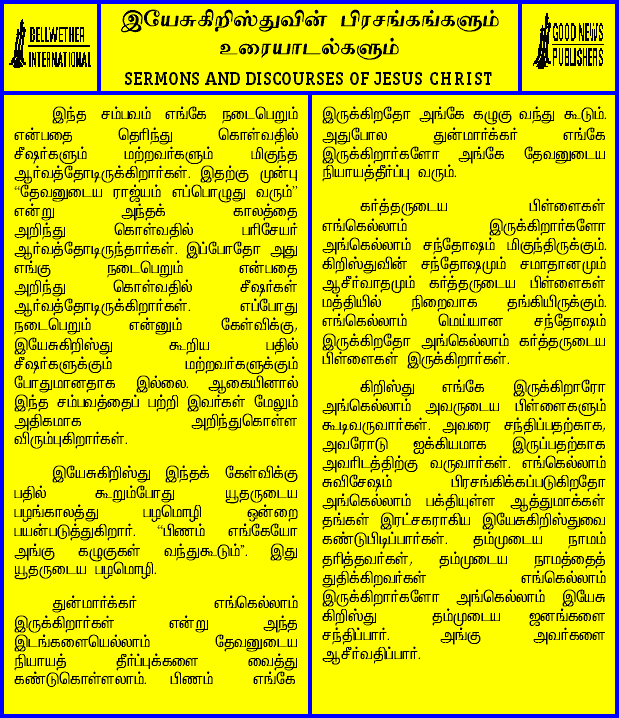 BELLWETHER
INTERNATIONAL
இயேசுகிறிஸ்துவின் பிரசங்கங்களும்
உரையாடல்களும்
SERMONS AND DISCOURSES OF JESUS CHRIST
GOOD NEWS
PUBLISHERS
இந்த சம்பவம் எங்கே நடைபெறும்
என்பதை தெரிந்து கொள்வதில்
சீஷர்களும் மற்றவர்களும் மிகுந்த
ஆர்வத்தோடிருக்கிறார்கள். இதற்கு முன்பு
“தேவனுடைய ராஜ்யம் எப்பொழுது வரும்”
என்று அந்தக் காலத்தை
அறிந்து கொள்வதில் பரிசேயர்
ஆர்வத்தோடிருந்தார்கள். இப்போதோ அது
எங்கு நடைபெறும் என்பதை
அறிந்து கொள்வதில் சீஷர்கள்
ஆர்வத்தோடிருக்கிறார்கள். எப்போது
நடைபெறும் என்னும் கேள்விக்கு,
இயேசுகிறிஸ்து கூறிய பதில்
சீஷர்களுக்கும் மற்றவர்களுக்கும்
போதுமானதாக இல்லை. ஆகையினால்
இந்த சம்பவத்தைப் பற்றி இவர்கள் மேலும்
அதிகமாக அறிந்துகொள்ள
விரும்புகிறார்கள்.
இயேசுகிறிஸ்து இந்தக் கேள்விக்கு
பதில் கூறும்போது யூதருடைய
பழங்காலத்து பழமொழி ஒன்றை
பயன்படுத்துகிறார். “பிணம் எங்கேயோ
அங்கு கழுகுகள் வந்துகூடும்”. இது
யூதருடைய பழமொழி.
துன்மார்க்கர் எங்கெல்லாம்
இருக்கிறார்கள் என்று அந்த
இடங்களையெல்லாம் தேவனுடைய
நியாயத் தீர்ப்புக்களை வைத்து
கண்டுகொள்ளலாம். பிணம் எங்கே
இருக்கிறதோ அங்கே கழுகு வந்து கூடும்.
அதுபோல துன்மார்க்கர் எங்கே
இருக்கிறார்களோ அங்கே தேவனுடைய
நியாயத்தீர்ப்பு வரும்.
கர்த்தருடைய பிள்ளைகள்
எங்கெல்லாம் இருக்கிறார்களோ
அங்கெல்லாம் சந்தோஷம் மிகுந்திருக்கும்.
கிறிஸ்துவின் சந்தோஷமும் சமாதானமும்
ஆசீர்வாதமும் கர்த்தருடைய பிள்ளைகள்
மத்தியில் நிறைவாக தங்கியிருக்கும்.
எங்கெல்லாம் மெய்யான சந்தோஷம்
இருக்கிறதோ அங்கெல்லாம் கர்த்தருடைய
பிள்ளைகள் இருக்கிறார்கள்.
கிறிஸ்து எங்கே இருக்கிறாரோ
அங்கெல்லாம் அவருடைய பிள்ளைகளும்
கூடிவருவார்கள். அவரை சந்திப்பதற்காக,
அவரோடு ஐக்கியமாக இருப்பதற்காக
அவரிடத்திற்கு வருவார்கள். எங்கெல்லாம்
சுவிசேஷம் பிரசங்கிக்கப்படுகிறதோ
அங்கெல்லாம் பக்தியுள்ள ஆத்துமாக்கள்
தங்கள் இரட்சகராகிய இயேசுகிறிஸ்துவை
கண்டுபிடிப்பார்கள். தம்முடைய நாமம்
தரித்தவர்கள், தம்முடைய நாமத்தைத்
துதிக்கிறவர்கள் எங்கெல்லாம்
இருக்கிறார்களோ அங்கெல்லாம் இயேசு
கிறிஸ்து தம்முடைய ஜனங்களை
சந்திப்பார். அங்கு அவர்களை
ஆசீர்வதிப்பார்.